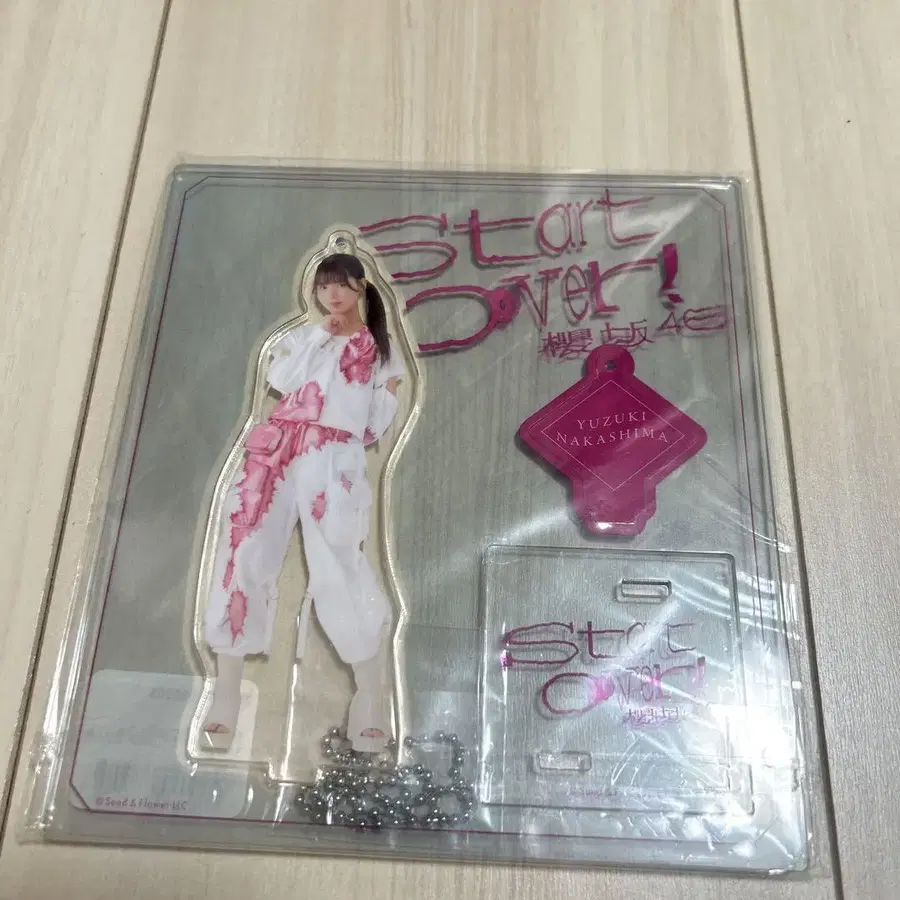 Start
Over!
櫻坂46
YUZUKI
NAKASHIMA
Start
Over!
© Seed & Flower LLC